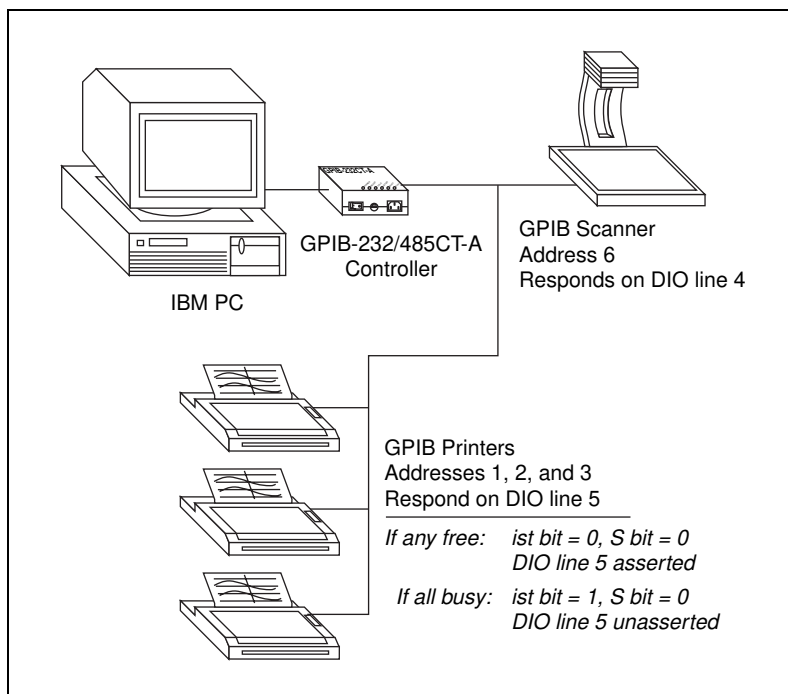 GPIB-232CT-A
GPIB-232/485CT-A
Controller
IBM PC
GPIB Scanner
Address 6
Responds on DIO line 4
GPIB Printers
Addresses 1, 2, and 3
Respond on DIO line 5
If any free: ist bit = 0, S bit = 0
DIO line 5 asserted
If all busy: ist bit = 1, S bit = 0
DIO line 5 unasserted